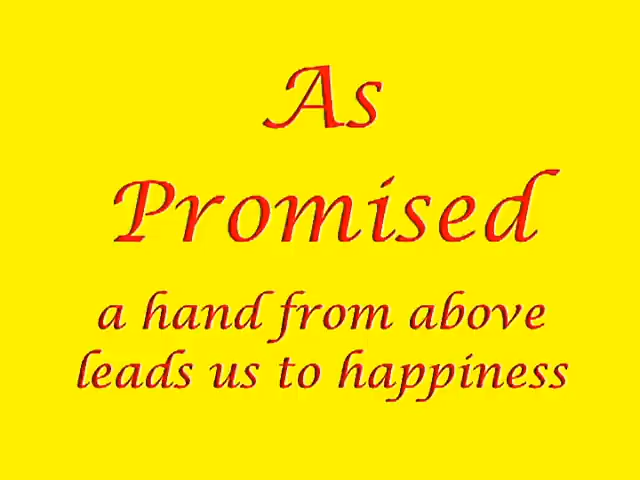 As
Promised
a hand from above
leads us to happiness